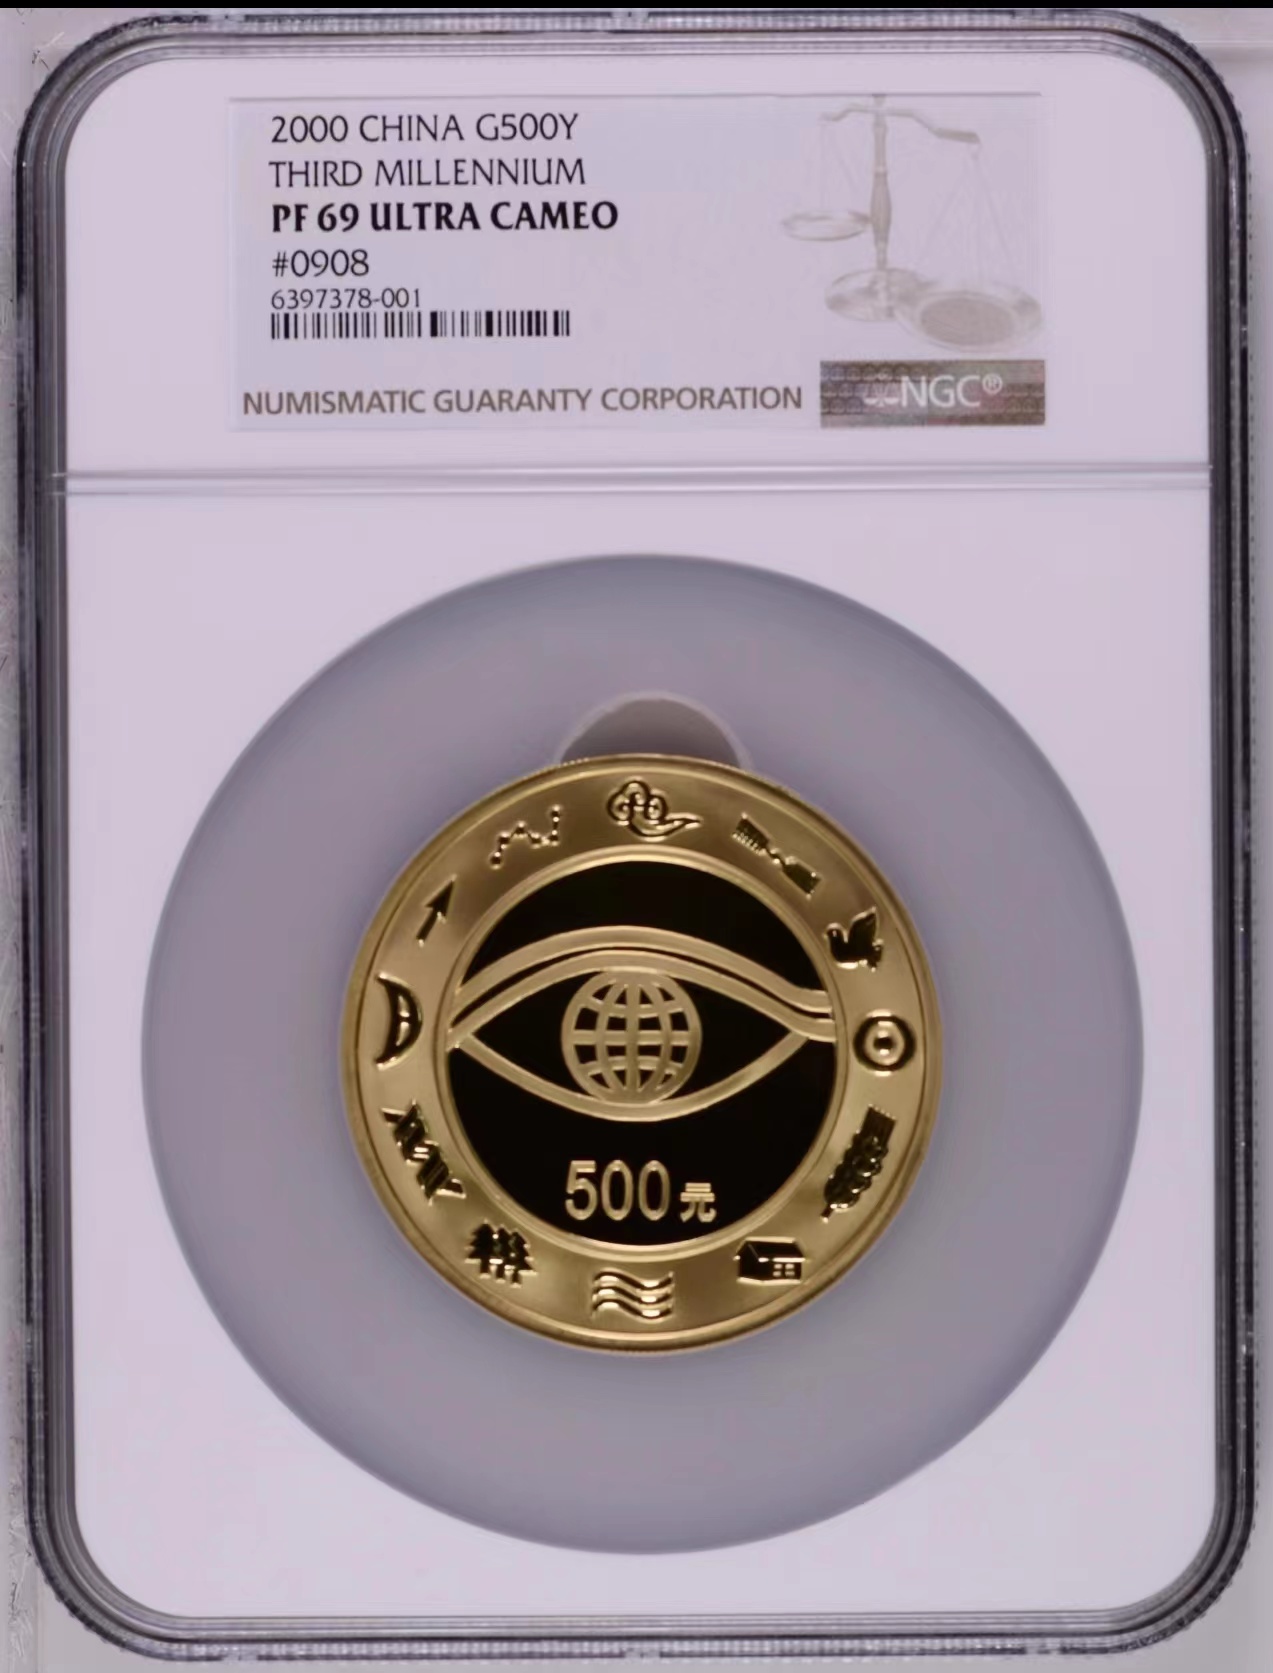 2000 CHINA G500Y
THIRD MILLENNIUM
PF 69 ULTRA CAMEO
#0908
6397378-001
NUMISMATIC GUARANTY CORPORATION
NGC®
500元